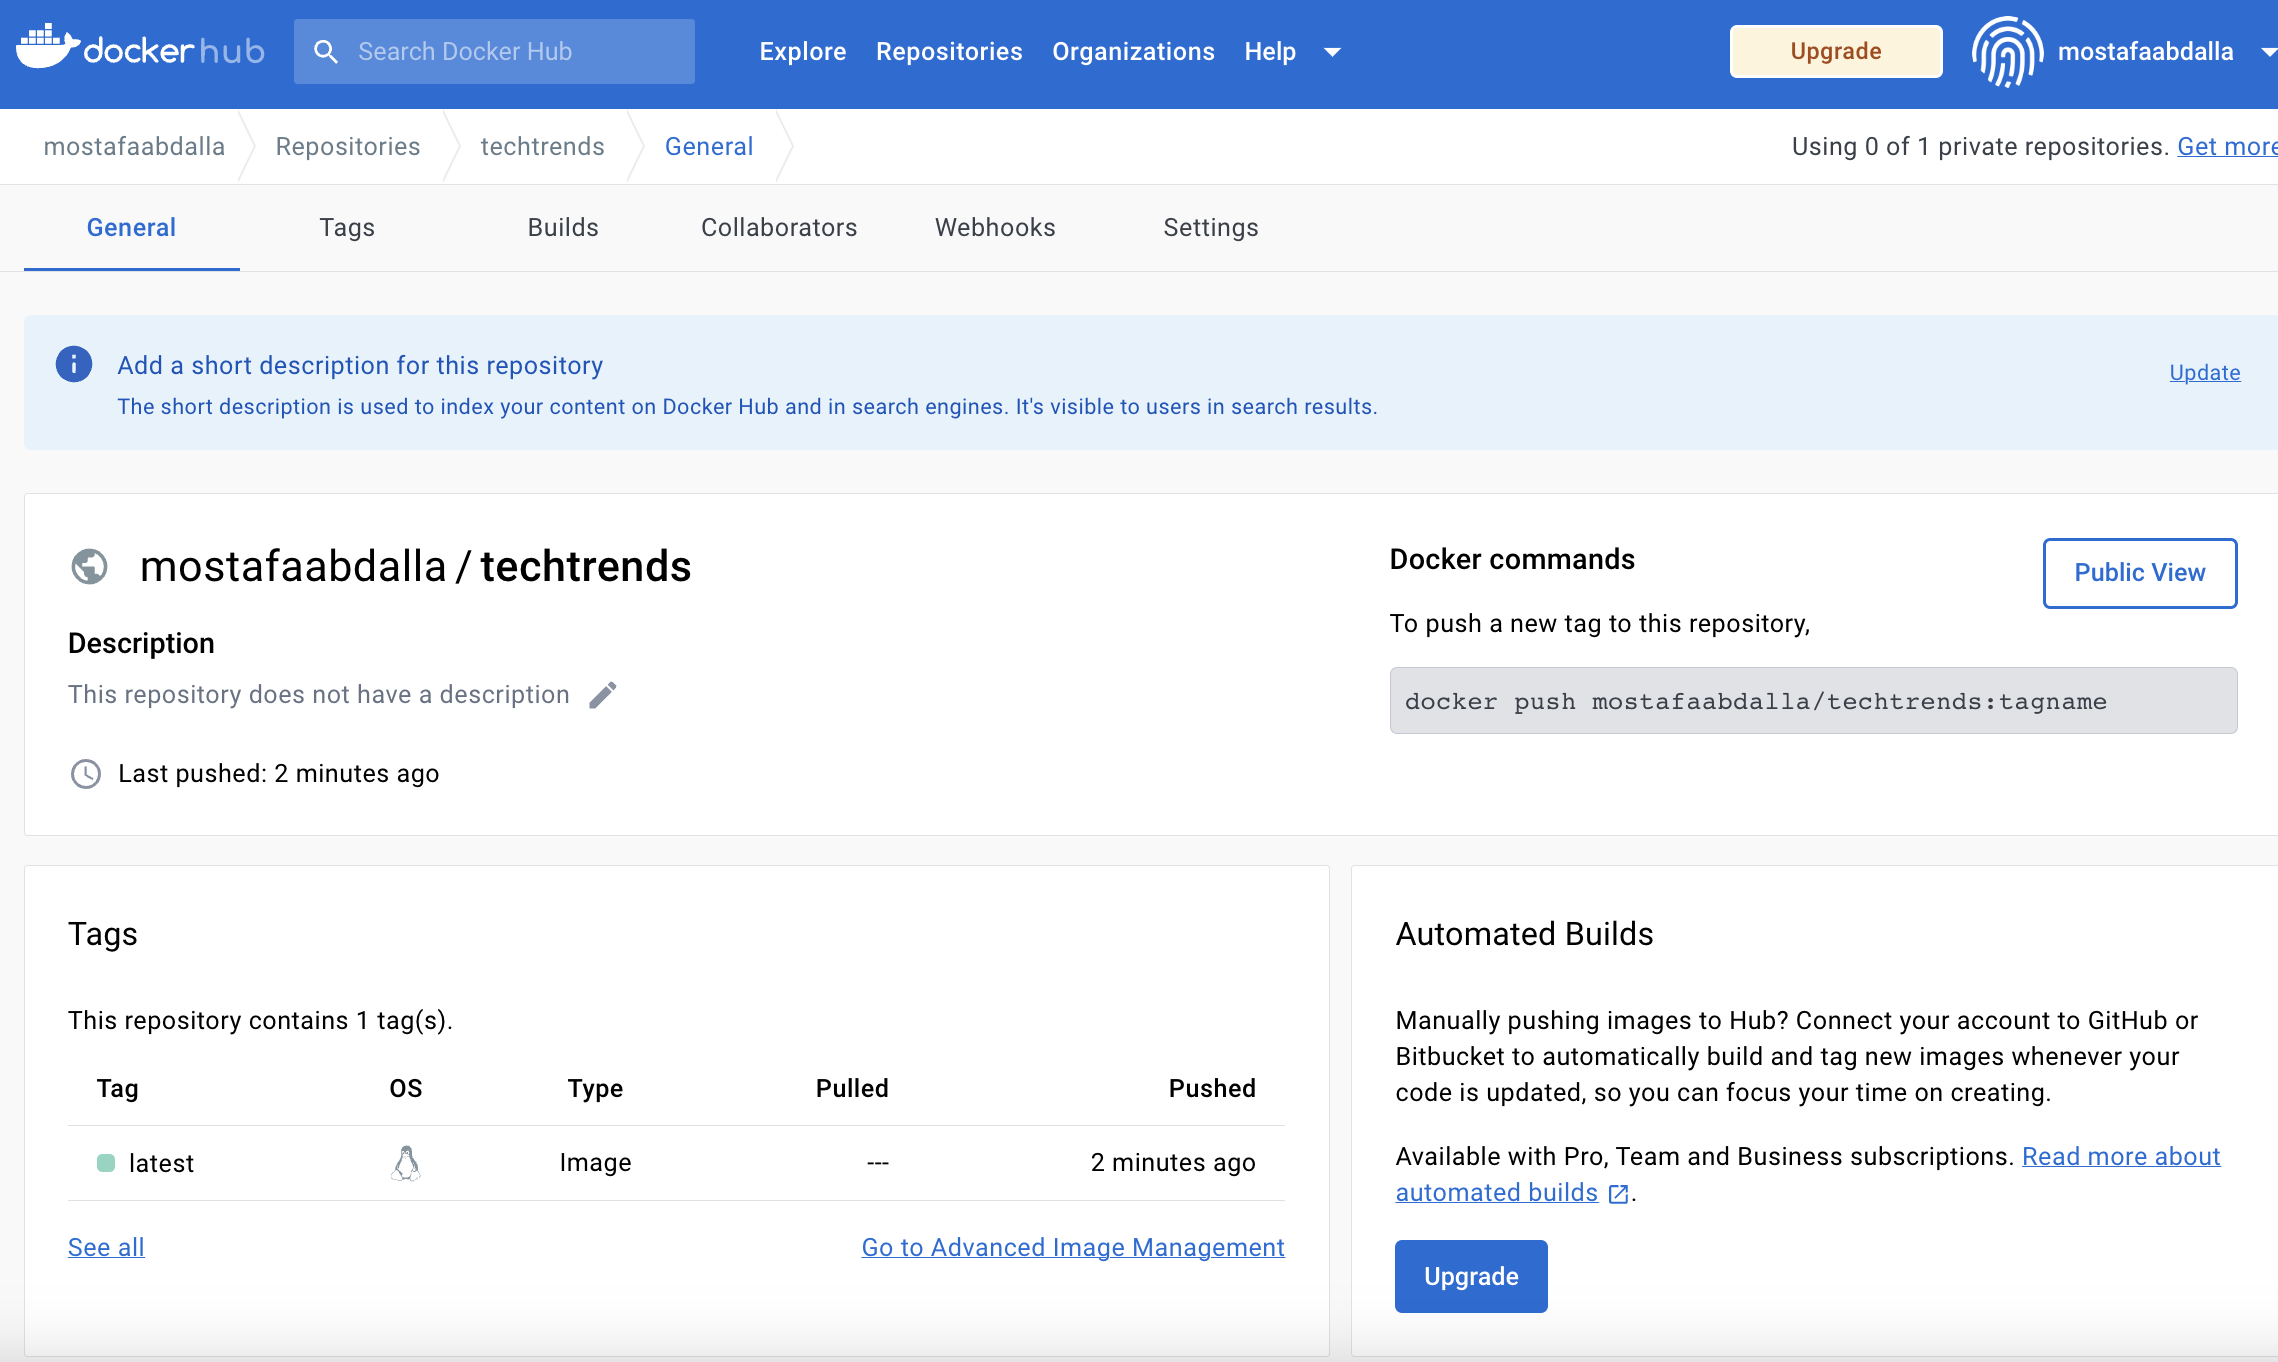 docker hub
Search Docker Hub
Explore
Repositories
Organizations
Help
Upgrade
mostafaabdalla
mostafaabdalla
Repositories
techtrends
General
Using 0 of 1 private repositories. Get more
General
Tags
Builds
Collaborators
Webhooks
Settings
Add a short description for this repository
The short description is used to index your content on Docker Hub and in search engines. It's visible to users in search results.
Update
mostafaabdalla / techtrends
Description
This repository does not have a description
Last pushed: 2 minutes ago
Docker commands
Public View
To push a new tag to this repository,
docker push mostafaabdalla/techtrends:tagname
Tags
This repository contains 1 tag(s).
Tag OS Type Pulled Pushed
latest Image --- 2 minutes ago
See all
Go to Advanced Image Management
Automated Builds
Manually pushing images to Hub? Connect your account to GitHub or
Bitbucket to automatically build and tag new images whenever your
code is updated, so you can focus your time on creating.
Available with Pro, Team and Business subscriptions. Read more about
automated builds .
Upgrade